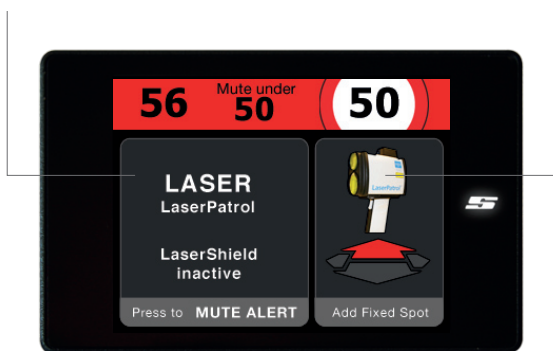 56
Mute under
50
50
LASER
LaserPatrol
LaserShield
inactive
Press to MUTE ALERT
LaserPatrol
Add Fixed Spot